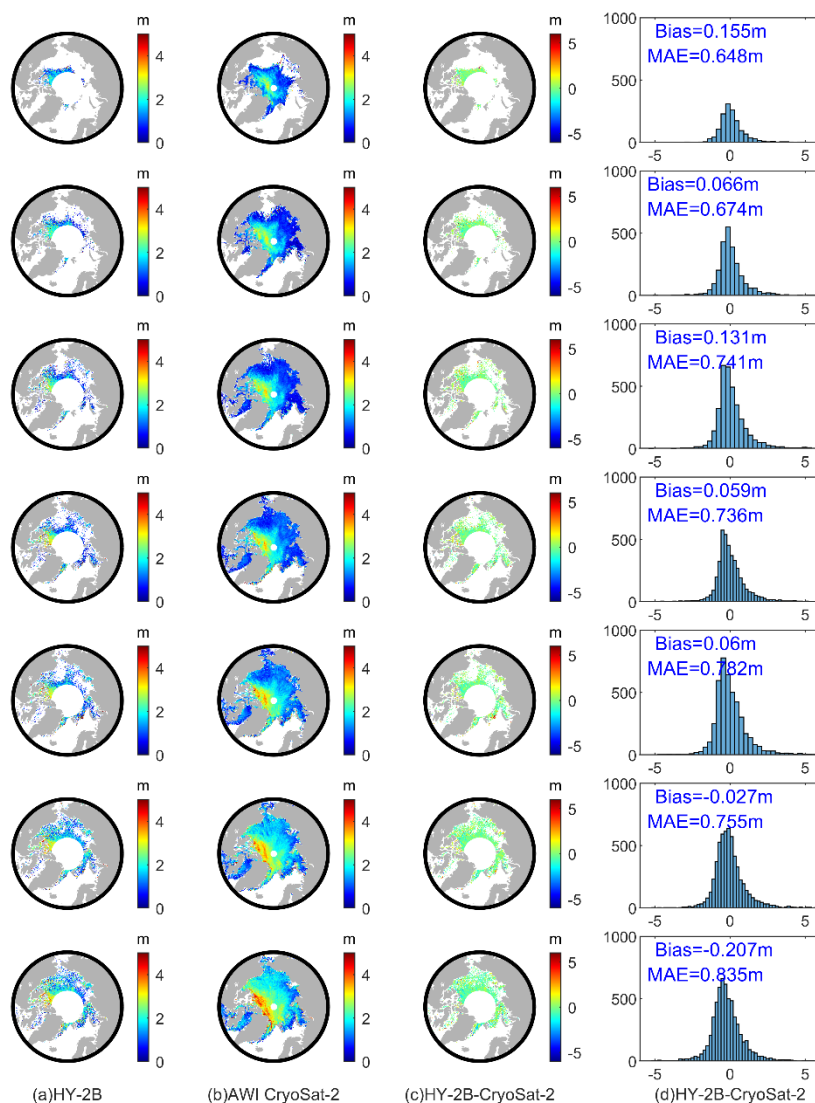 m m m 1000
Bias=0.155m
MAE=0.648m
4 4 5
2 2 0 500
0 0 -5 0
-5 0 5
m m m 1000
Bias=0.066m
MAE=0.674m
4 4 5
2 2 0 500
0 0 -5 0
-5 0 5
m m m 1000
Bias=0.131m
MAE=0.741m
4 4 5
2 2 0 500
0 0 -5 0
-5 0 5
m m m 1000
Bias=0.059m
MAE=0.736m
4 4 5
2 2 0 500
0 0 -5 0
-5 0 5
m m m 1000
Bias=0.06m
MAE=0.782m
4 4 5
2 2 0 500
0 0 -5 0
-5 0 5
m m m 1000
Bias=-0.027m
MAE=0.755m
4 4 5
2 2 0 500
0 0 -5 0
-5 0 5
m m m 1000
Bias=-0.207m
MAE=0.835m
4 4 5
2 2 0 500
0 0 -5 0
-5 0 5
(a)HY-2B (b)AWI CryoSat-2 (c)HY-2B-CryoSat-2 (d)HY-2B-CryoSat-2